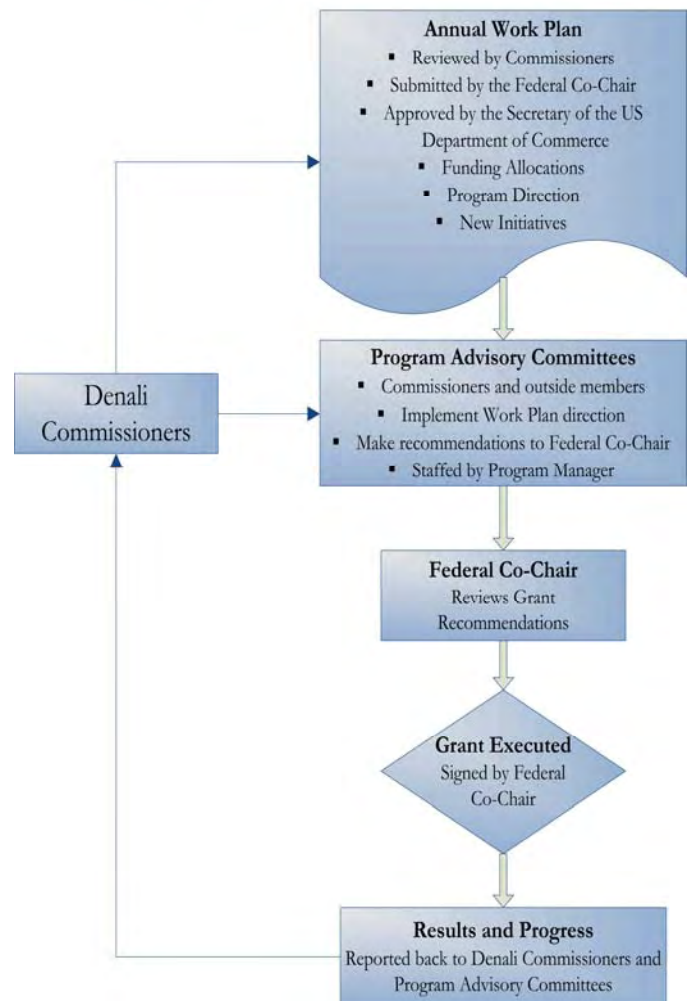 Annual Work Plan
▪ Reviewed by Commissioners
▪ Submitted by the Federal Co-Chair
▪ Approved by the Secretary of the US
Department of Commerce
▪ Funding Allocations
▪ Program Direction
▪ New Initiatives
Program Advisory Committees
▪ Commissioners and outside members
▪ Implement Work Plan direction
▪ Make recommendations to Federal Co-Chair
▪ Staffed by Program Manager
Denali
Commissioners
Federal Co-Chair
Reviews Grant
Recommendations
Grant Executed
Signed by Federal
Co-Chair
Results and Progress
Reported back to Denali Commissioners and
Program Advisory Committees